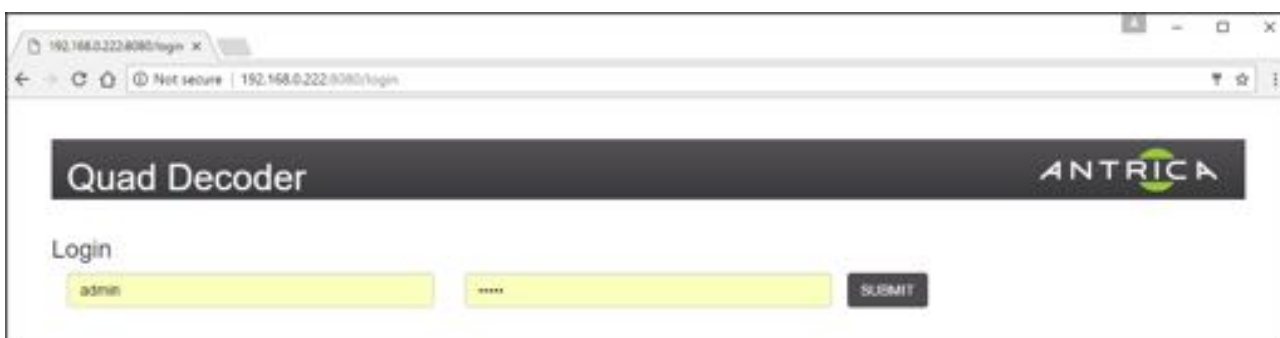 192.168.0.222:8080/login
Not secure | 192.168.0.222:8080/login
Quad Decoder
ANTRICA
Login
admin
•••••
SUBMIT